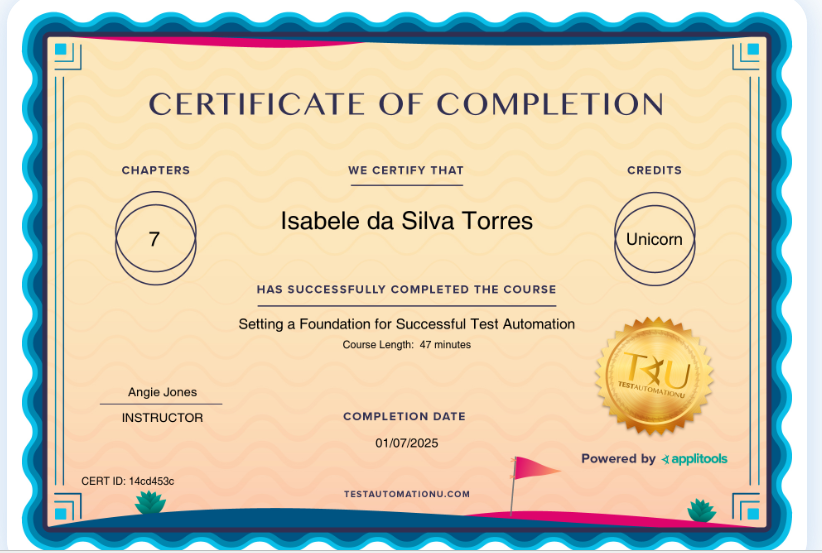 CERTIFICATE OF COMPLETION
CHAPTERS
WE CERTIFY THAT
CREDITS
7
Isabele da Silva Torres
Unicorn
HAS SUCCESSFULLY COMPLETED THE COURSE
Setting a Foundation for Successful Test Automation
Course Length: 47 minutes
TAU
TESTAUTOMATIONU
Angie Jones
INSTRUCTOR
COMPLETION DATE
01/07/2025
Powered by applitools
CERT ID: 14cd453c
TESTAUTOMATIONU.COM